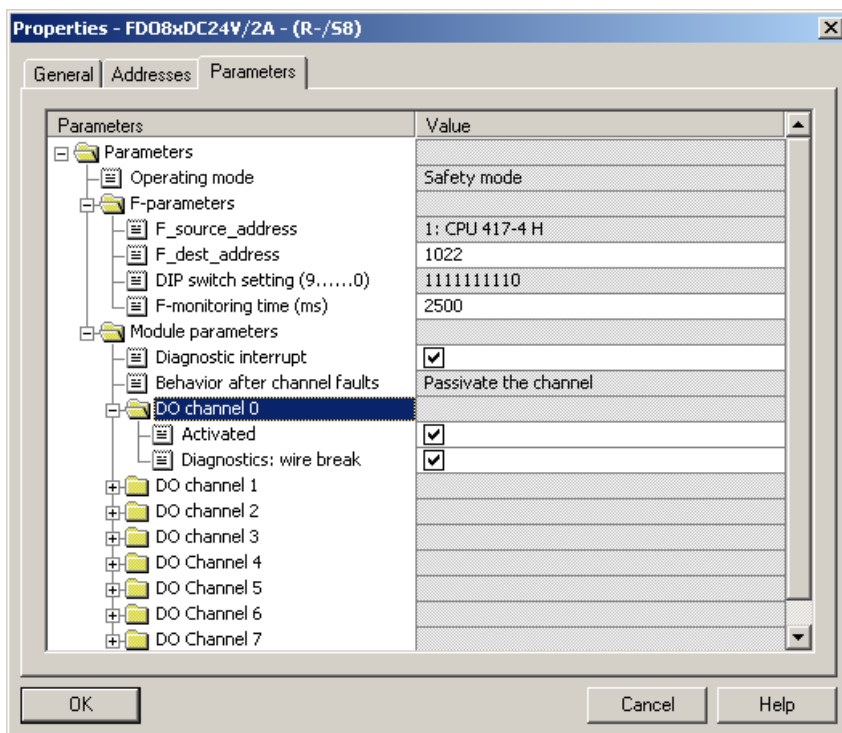 Properties - FDO8xDC24V/2A - (R-/S8)
General Addresses Parameters
Parameters Value
Parameters
Operating mode Safety mode
F-parameters
F_source_address 1: CPU 417-4 H
F_dest_address 1022
DIP switch setting (9......0) 1111111110
F-monitoring time (ms) 2500
Module parameters
Diagnostic interrupt
Behavior after channel faults Passivate the channel
DO channel 0
Activated
Diagnostics: wire break
DO channel 1
DO channel 2
DO channel 3
DO Channel 4
DO Channel 5
DO Channel 6
DO Channel 7
OK Cancel Help